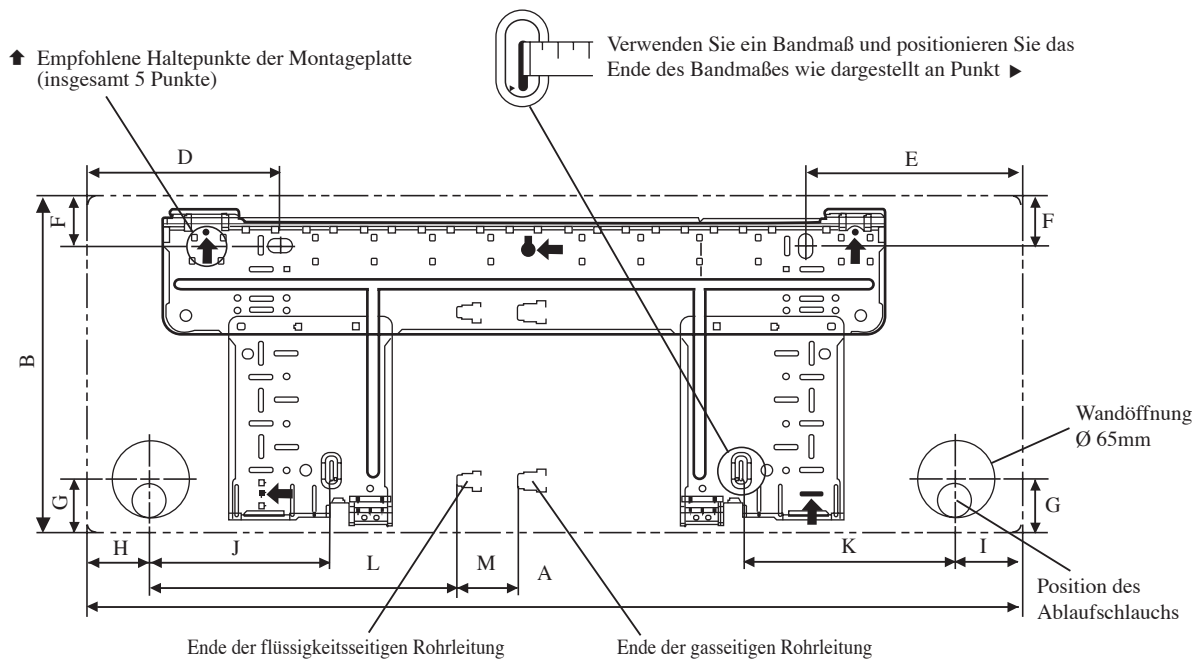 Empfohlene Haltepunkte der Montageplatte
(insgesamt 5 Punkte)
Verwenden Sie ein Bandmaß und positionieren Sie das
Ende des Bandmaßes wie dargestellt an Punkt
D
E
F
F
B
Wandöffnung
Ø 65mm
G
G
H
J
L
M
A
K
I
Position des
Ablaufschlauchs
Ende der flüssigkeitsseitigen Rohrleitung
Ende der gasseitigen Rohrleitung